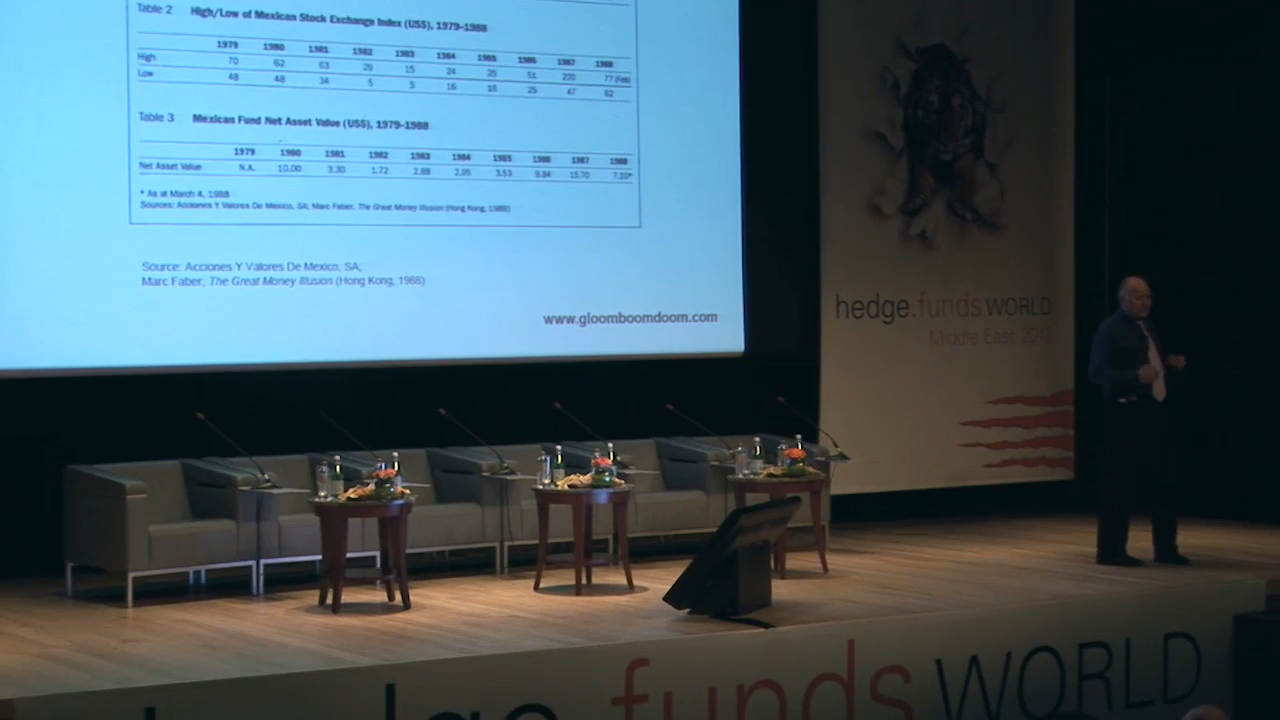 Table 2 High/Low of Mexican Stock Exchange Index (US$), 1979–1988
1979 1980 1981 1982 1983 1984 1985 1986 1987 1988
High 70 62 63 29 15 24 25 51 220 77 (Feb)
Low 48 48 34 5 5 16 16 25 47 62
Table 3 Mexican Fund Net Asset Value (US$), 1979–1988
1979 1980 1981 1982 1983 1984 1985 1986 1987 1988
Net Asset Value N.A. 10.00 3.30 1.72 2.88 2.95 3.53 9.84 15.70 7.10*
* As at March 4, 1988
Sources: Acciones Y Valores De Mexico, SA; Marc Faber, The Great Money Illusion (Hong Kong, 1988)
Source: Acciones Y Valores De Mexico, SA;
Marc Faber, The Great Money Illusion (Hong Kong, 1988)
www.gloomboomdoom.com
hedge.funds WORLD
Middle East 2012
funds WORLD